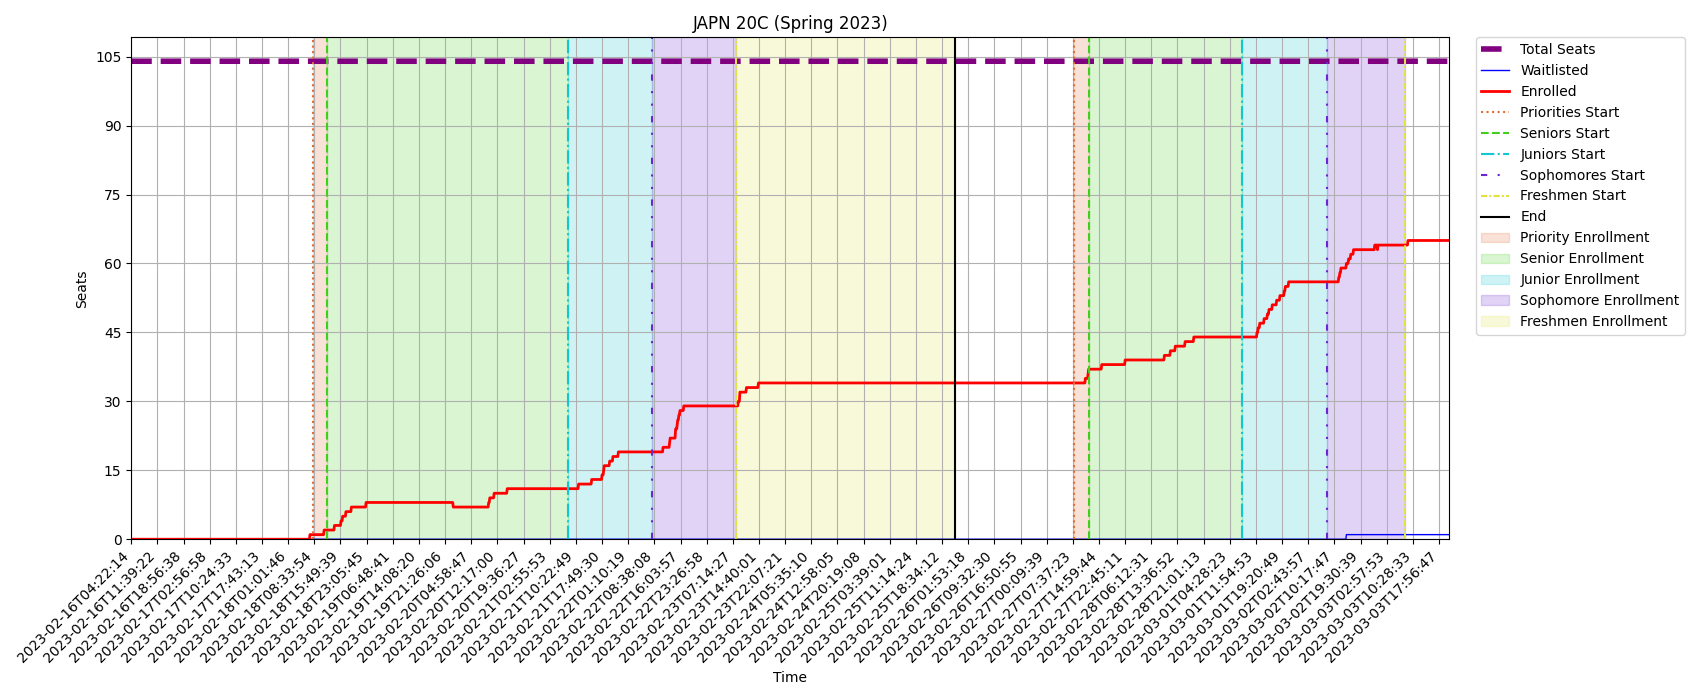 JAPN 20C (Spring 2023)
105
90
75
60
45
30
15
0
Seats
2023-02-16T04:22:14
2023-02-16T11:39:22
2023-02-16T18:56:38
2023-02-17T02:56:58
2023-02-17T10:24:33
2023-02-17T17:43:13
2023-02-18T01:01:46
2023-02-18T08:33:54
2023-02-18T15:49:39
2023-02-18T23:05:45
2023-02-19T06:48:41
2023-02-19T14:08:20
2023-02-19T21:26:06
2023-02-20T04:58:47
2023-02-20T12:17:00
2023-02-20T19:36:27
2023-02-21T02:55:53
2023-02-21T10:22:49
2023-02-21T17:49:30
2023-02-22T01:10:19
2023-02-22T08:38:08
2023-02-22T16:03:57
2023-02-22T23:26:58
2023-02-23T07:14:27
2023-02-23T14:40:01
2023-02-23T22:07:21
2023-02-24T05:35:10
2023-02-24T12:58:05
2023-02-24T20:19:08
2023-02-25T03:39:01
2023-02-25T11:14:24
2023-02-25T18:34:12
2023-02-26T01:53:18
2023-02-26T09:32:30
2023-02-26T16:50:55
2023-02-27T00:09:39
2023-02-27T07:37:23
2023-02-27T14:59:44
2023-02-27T22:45:11
2023-02-28T06:12:31
2023-02-28T13:36:52
2023-02-28T21:01:13
2023-03-01T04:28:23
2023-03-01T11:54:53
2023-03-01T19:20:49
2023-03-02T02:43:57
2023-03-02T10:17:47
2023-03-02T19:30:39
2023-03-03T02:57:53
2023-03-03T10:28:33
2023-03-03T17:56:47
Time
Total Seats
Waitlisted
Enrolled
Priorities Start
Seniors Start
Juniors Start
Sophomores Start
Freshmen Start
End
Priority Enrollment
Senior Enrollment
Junior Enrollment
Sophomore Enrollment
Freshmen Enrollment